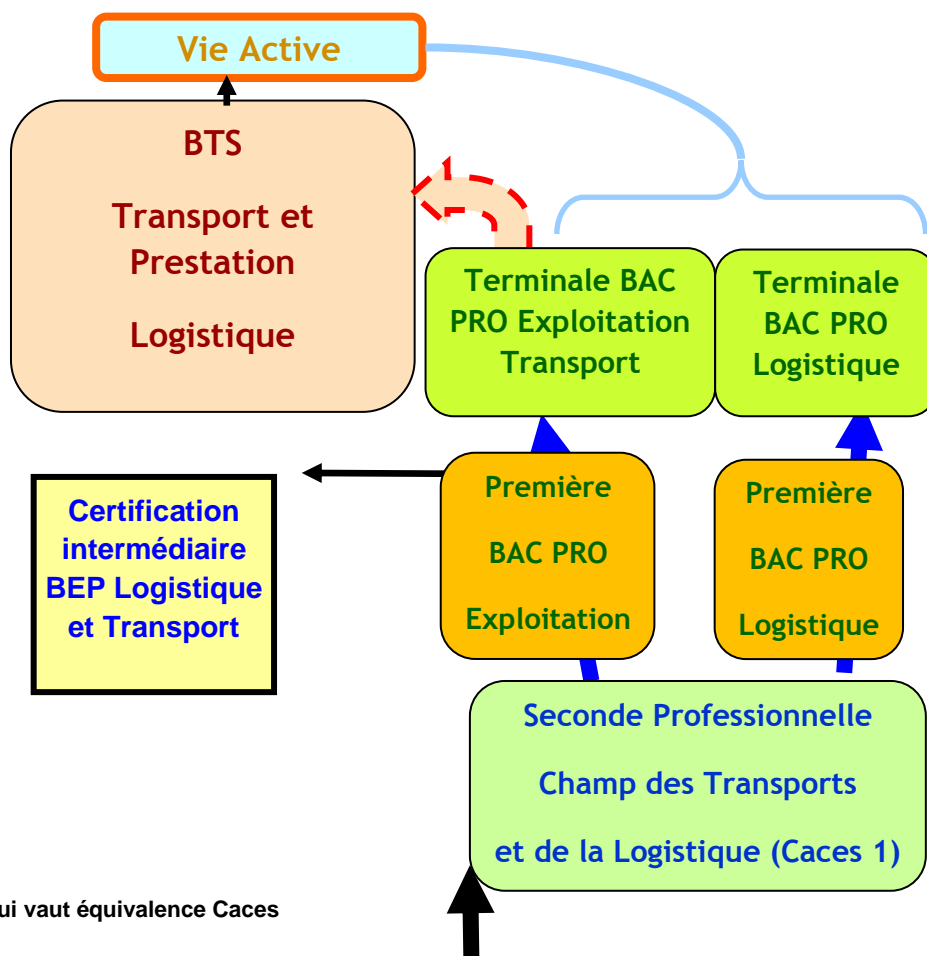 Vie Active
BTS
Transport et
Prestation
Logistique
Terminale BAC
PRO Exploitation
Transport
Terminale
BAC PRO
Logistique
Certification
intermédiaire
BEP Logistique
et Transport
Première
BAC PRO
Exploitation
Première
BAC PRO
Logistique
Seconde Professionnelle
Champ des Transports
et de la Logistique (Caces 1)
ui vaut équivalence Caces